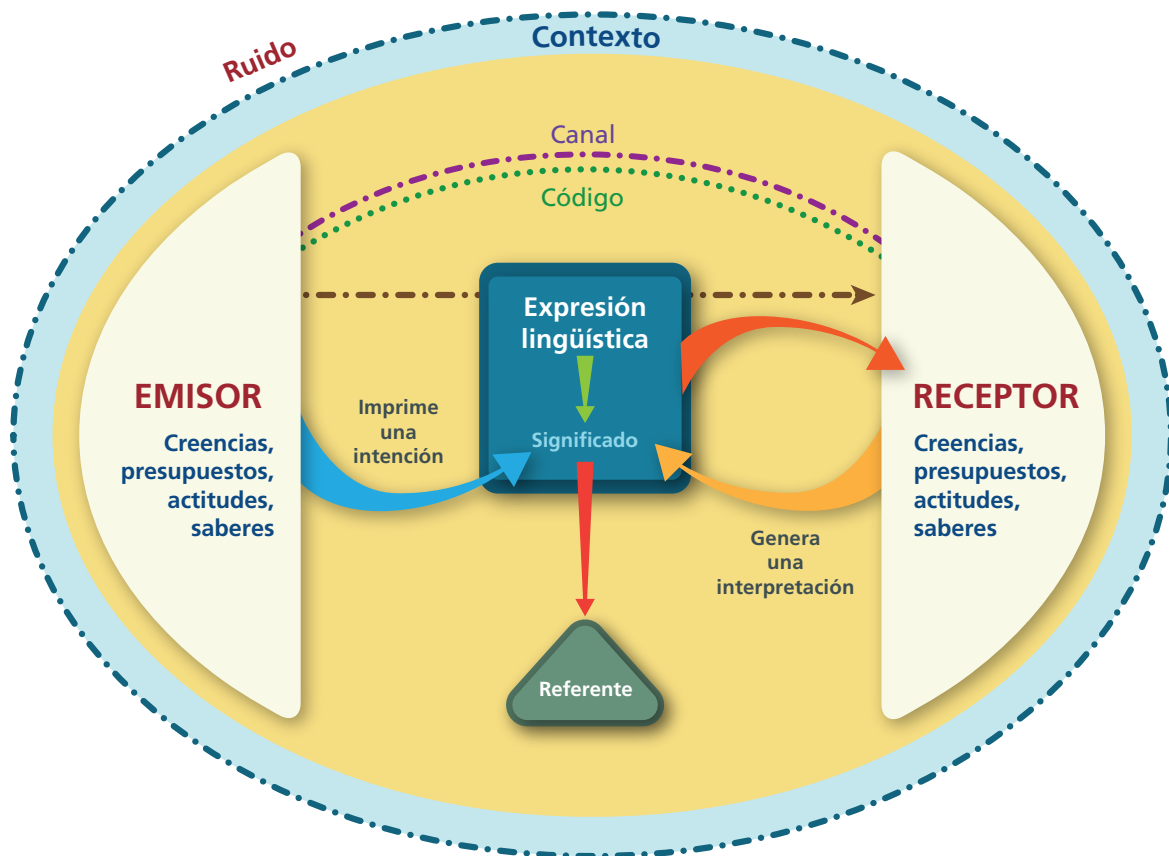 Ruido
Contexto
Canal
Código
Expresión
lingüística
Significado
EMISOR
Creencias,
presupuestos,
actitudes,
saberes
Imprime
una
intención
RECEPTOR
Creencias,
presupuestos,
actitudes,
saberes
Genera
una
interpretación
Referente